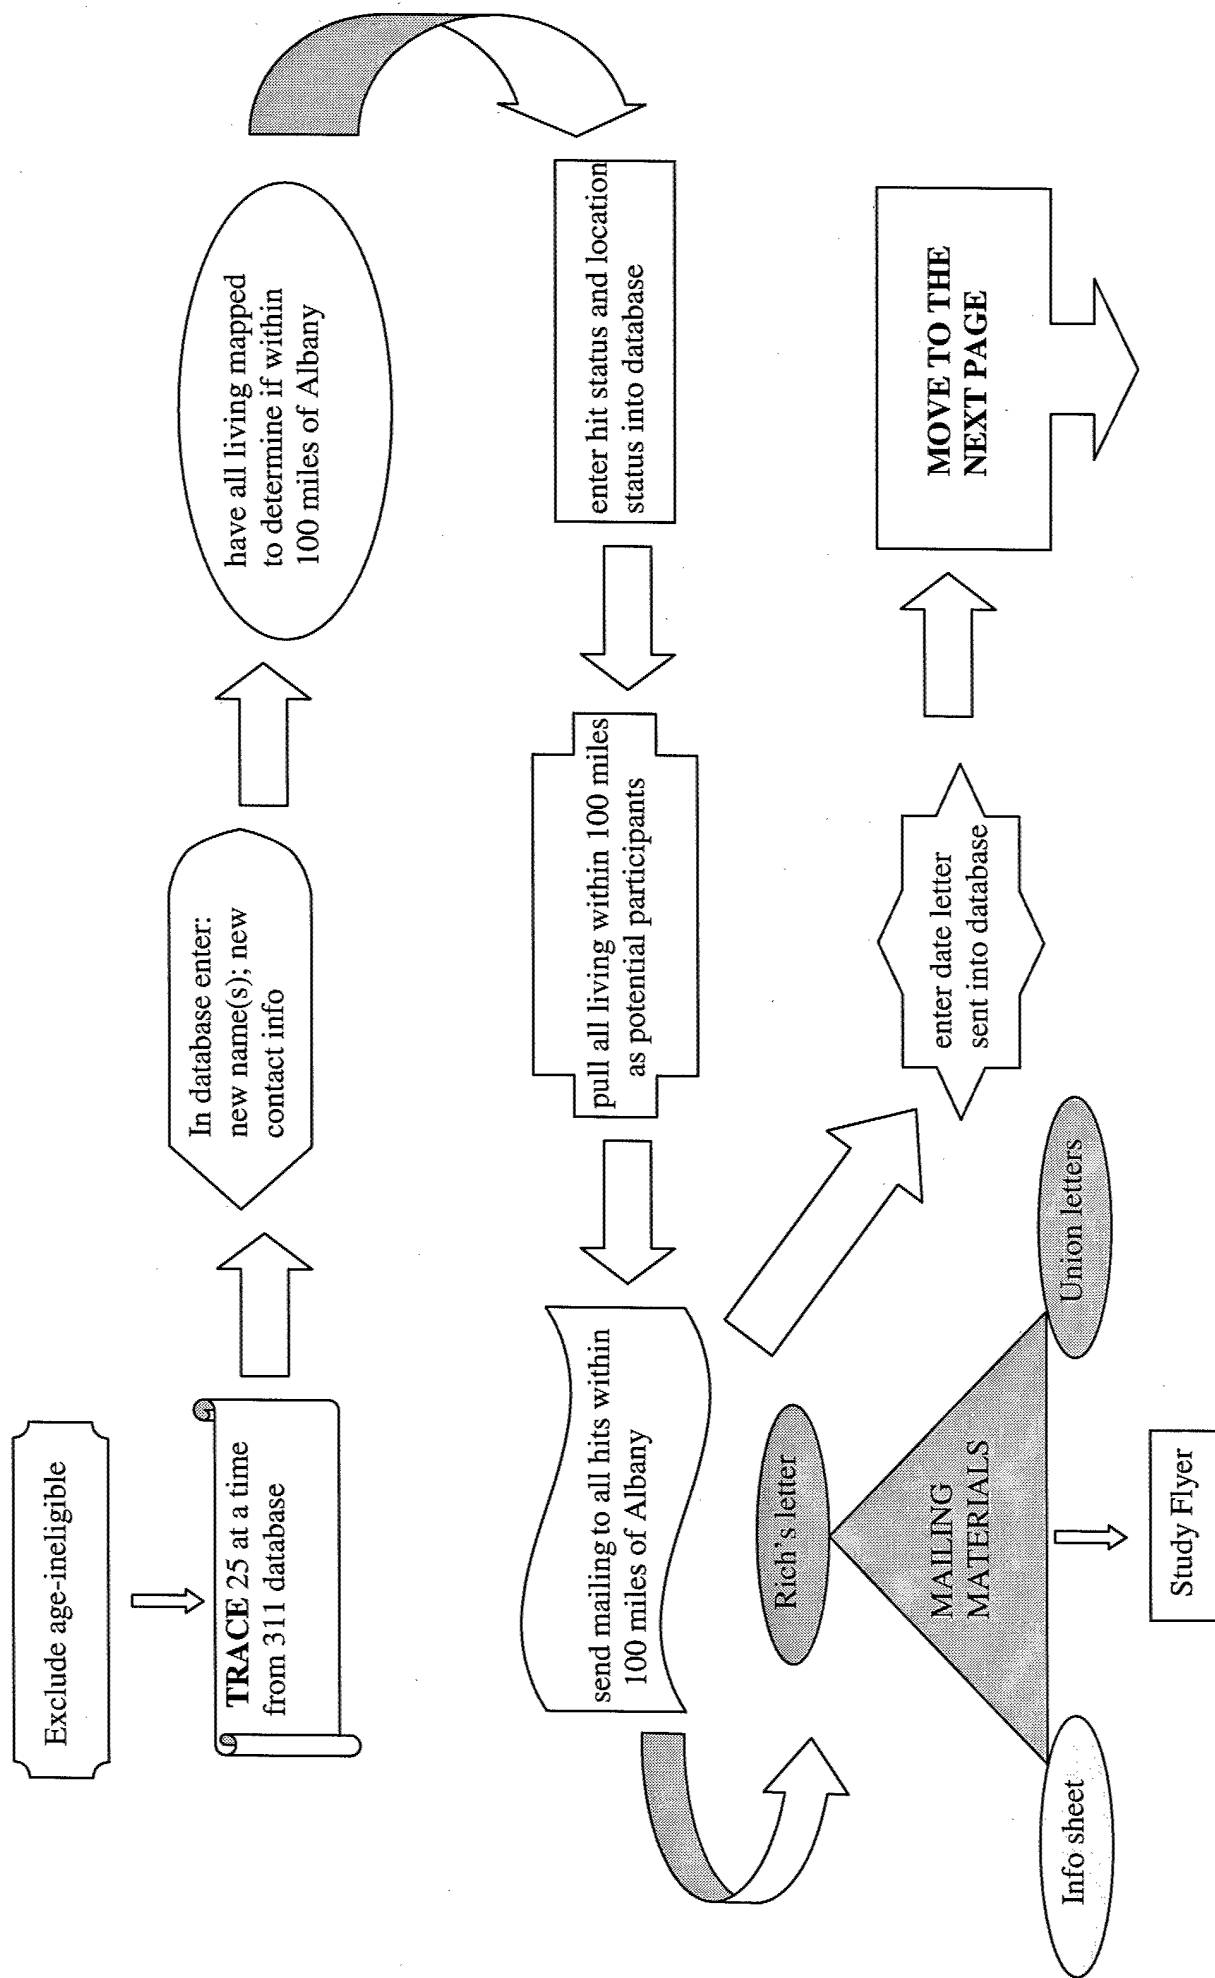 Exclude age-ineligible
TRACE 25 at a time
from 311 database
In database enter:
new name(s); new
contact info
have all living mapped
to determine if within
100 miles of Albany
enter hit status and location
status into database
pull all living within 100 miles
as potential participants
send mailing to all hits within
100 miles of Albany
Rich's letter
MAILING
MATERIALS
Info sheet
Union letters
Study Flyer
enter date letter
sent into database
MOVE TO THE
NEXT PAGE